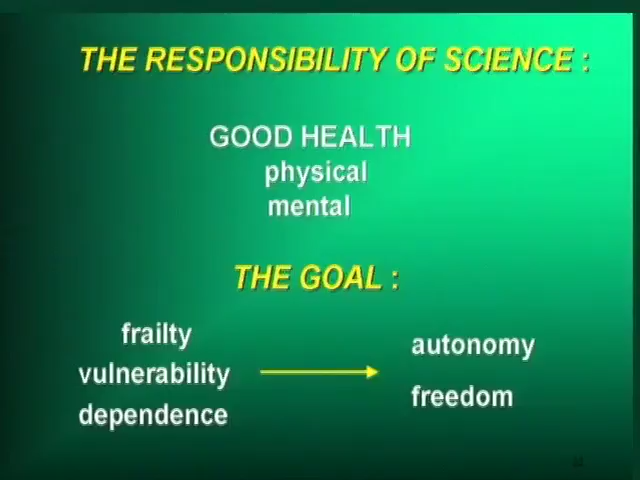 THE RESPONSIBILITY OF SCIENCE :
GOOD HEALTH
physical
mental
THE GOAL :
frailty
vulnerability
dependence
autonomy
freedom